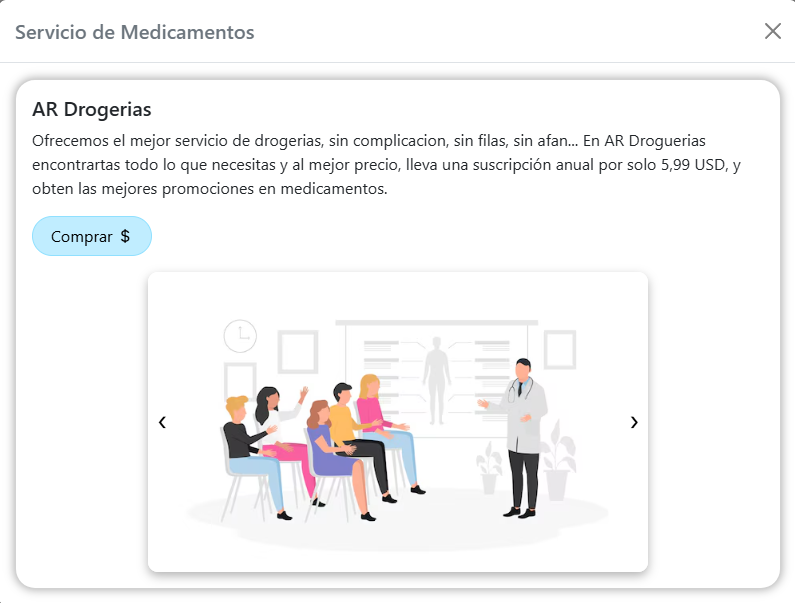 Servicio de Medicamentos
AR Drogerias
Ofrecemos el mejor servicio de drogerias, sin complicacion, sin filas, sin afan... En AR Droguerias
encontrartas todo lo que necesitas y al mejor precio, lleva una suscripción anual por solo 5,99 USD, y
obten las mejores promociones en medicamentos.
Comprar $